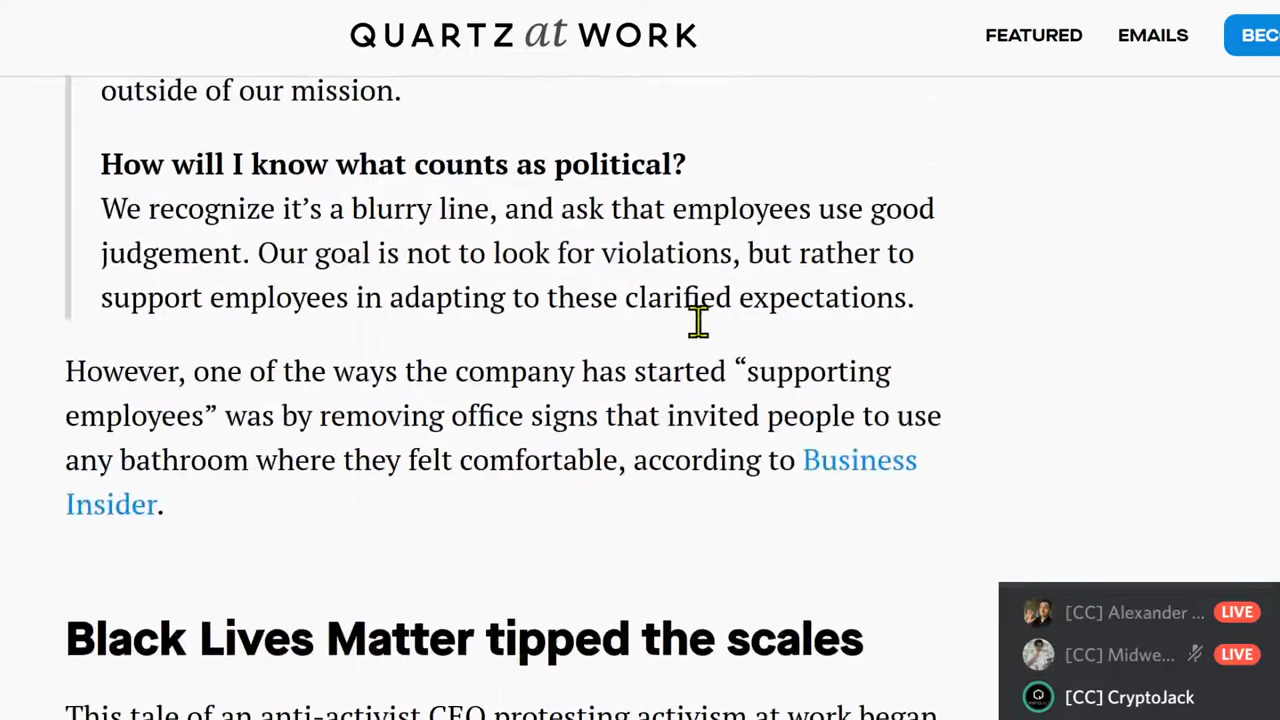 QUARTZ at WORK
FEATURED
EMAILS
BEC
outside of our mission.
How will I know what counts as political?
We recognize it’s a blurry line, and ask that employees use good
judgement. Our goal is not to look for violations, but rather to
support employees in adapting to these clarified expectations.
However, one of the ways the company has started “supporting
employees” was by removing office signs that invited people to use
any bathroom where they felt comfortable, according to Business
Insider.
Black Lives Matter tipped the scales
This tale of an anti-activist CEO protesting activism at work began
[CC] Alexander ... LIVE
[CC] Midwe... LIVE
[CC] CryptoJack